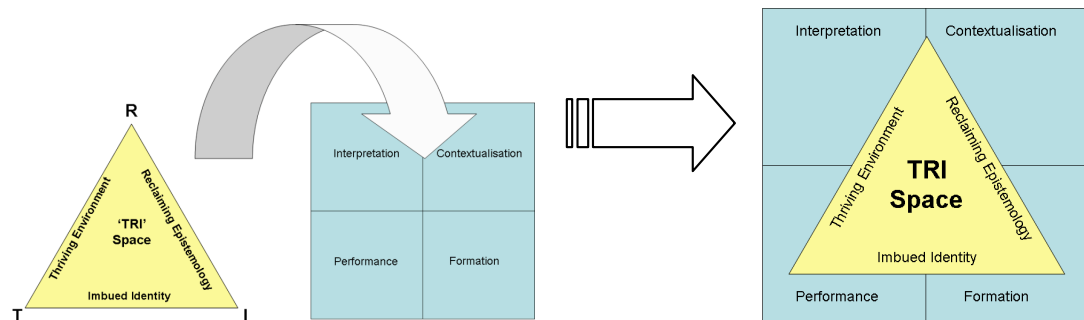 R
Thriving Environment
Reclaiming Epistemology
‘TRI’
Space
Imbued Identity
T
I
Interpretation
Contextualisation
Performance
Formation
Interpretation
Contextualisation
Thriving Environment
Reclaiming Epistemology
TRI
Space
Imbued Identity
Performance
Formation